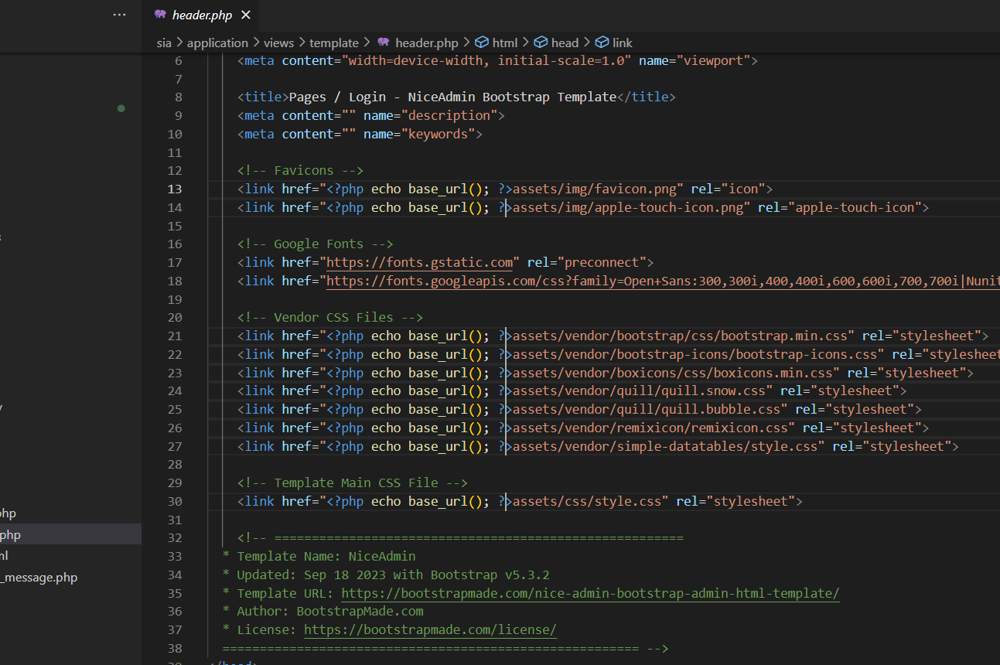 ... header.php ×
sia > application > views > template > header.php > html > head > link
6 <meta content="width=device-width, initial-scale=1.0" name="viewport">
7
8 <title>Pages / Login - NiceAdmin Bootstrap Template</title>
9 <meta content="" name="description">
10 <meta content="" name="keywords">
11
12 <!-- Favicons -->
13 <link href="<?php echo base_url(); ?>assets/img/favicon.png" rel="icon">
14 <link href="<?php echo base_url(); ?>assets/img/apple-touch-icon.png" rel="apple-touch-icon">
15
16 <!-- Google Fonts -->
17 <link href="https://fonts.gstatic.com" rel="preconnect">
18 <link href="https://fonts.googleapis.com/css?family=Open+Sans:300,300i,400,400i,600,600i,700,700i|Nunit
19
20 <!-- Vendor CSS Files -->
21 <link href="<?php echo base_url(); ?>assets/vendor/bootstrap/css/bootstrap.min.css" rel="stylesheet">
22 <link href="<?php echo base_url(); ?>assets/vendor/bootstrap-icons/bootstrap-icons.css" rel="stylesheet
23 <link href="<?php echo base_url(); ?>assets/vendor/boxicons/css/boxicons.min.css" rel="stylesheet">
24 <link href="<?php echo base_url(); ?>assets/vendor/quill/quill.snow.css" rel="stylesheet">
25 <link href="<?php echo base_url(); ?>assets/vendor/quill/quill.bubble.css" rel="stylesheet">
26 <link href="<?php echo base_url(); ?>assets/vendor/remixicon/remixicon.css" rel="stylesheet">
27 <link href="<?php echo base_url(); ?>assets/vendor/simple-datatables/style.css" rel="stylesheet">
28
29 <!-- Template Main CSS File -->
30 <link href="<?php echo base_url(); ?>assets/css/style.css" rel="stylesheet">
31
32 <!-- =======================================================
33 * Template Name: NiceAdmin
34 * Updated: Sep 18 2023 with Bootstrap v5.3.2
35 * Template URL: https://bootstrapmade.com/nice-admin-bootstrap-admin-html-template/
36 * Author: BootstrapMade.com
37 * License: https://bootstrapmade.com/license/
38 ======================================================== -->
hp
php
ml
_message.php